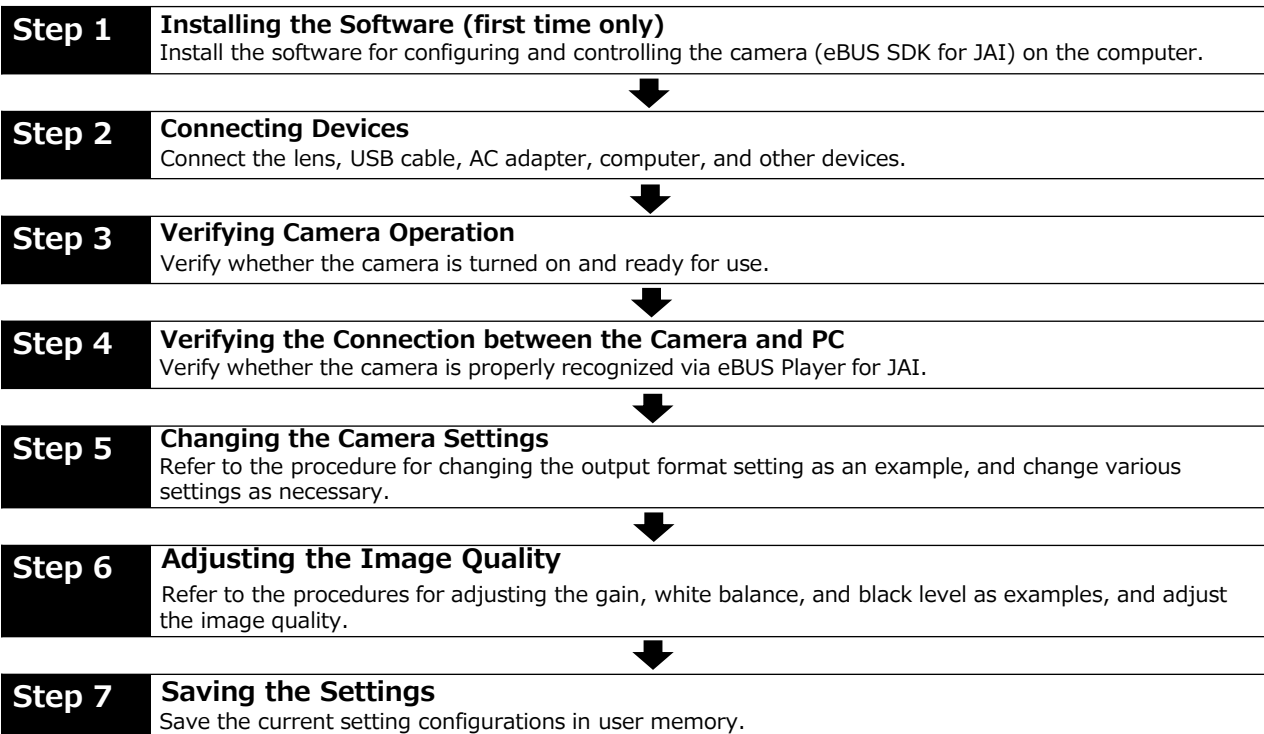 Step 1
Installing the Software (first time only)
Install the software for configuring and controlling the camera (eBUS SDK for JAI) on the computer.
Step 2
Connecting Devices
Connect the lens, USB cable, AC adapter, computer, and other devices.
Step 3
Verifying Camera Operation
Verify whether the camera is turned on and ready for use.
Step 4
Verifying the Connection between the Camera and PC
Verify whether the camera is properly recognized via eBUS Player for JAI.
Step 5
Changing the Camera Settings
Refer to the procedure for changing the output format setting as an example, and change various
settings as necessary.
Step 6
Adjusting the Image Quality
Refer to the procedures for adjusting the gain, white balance, and black level as examples, and adjust
the image quality.
Step 7
Saving the Settings
Save the current setting configurations in user memory.